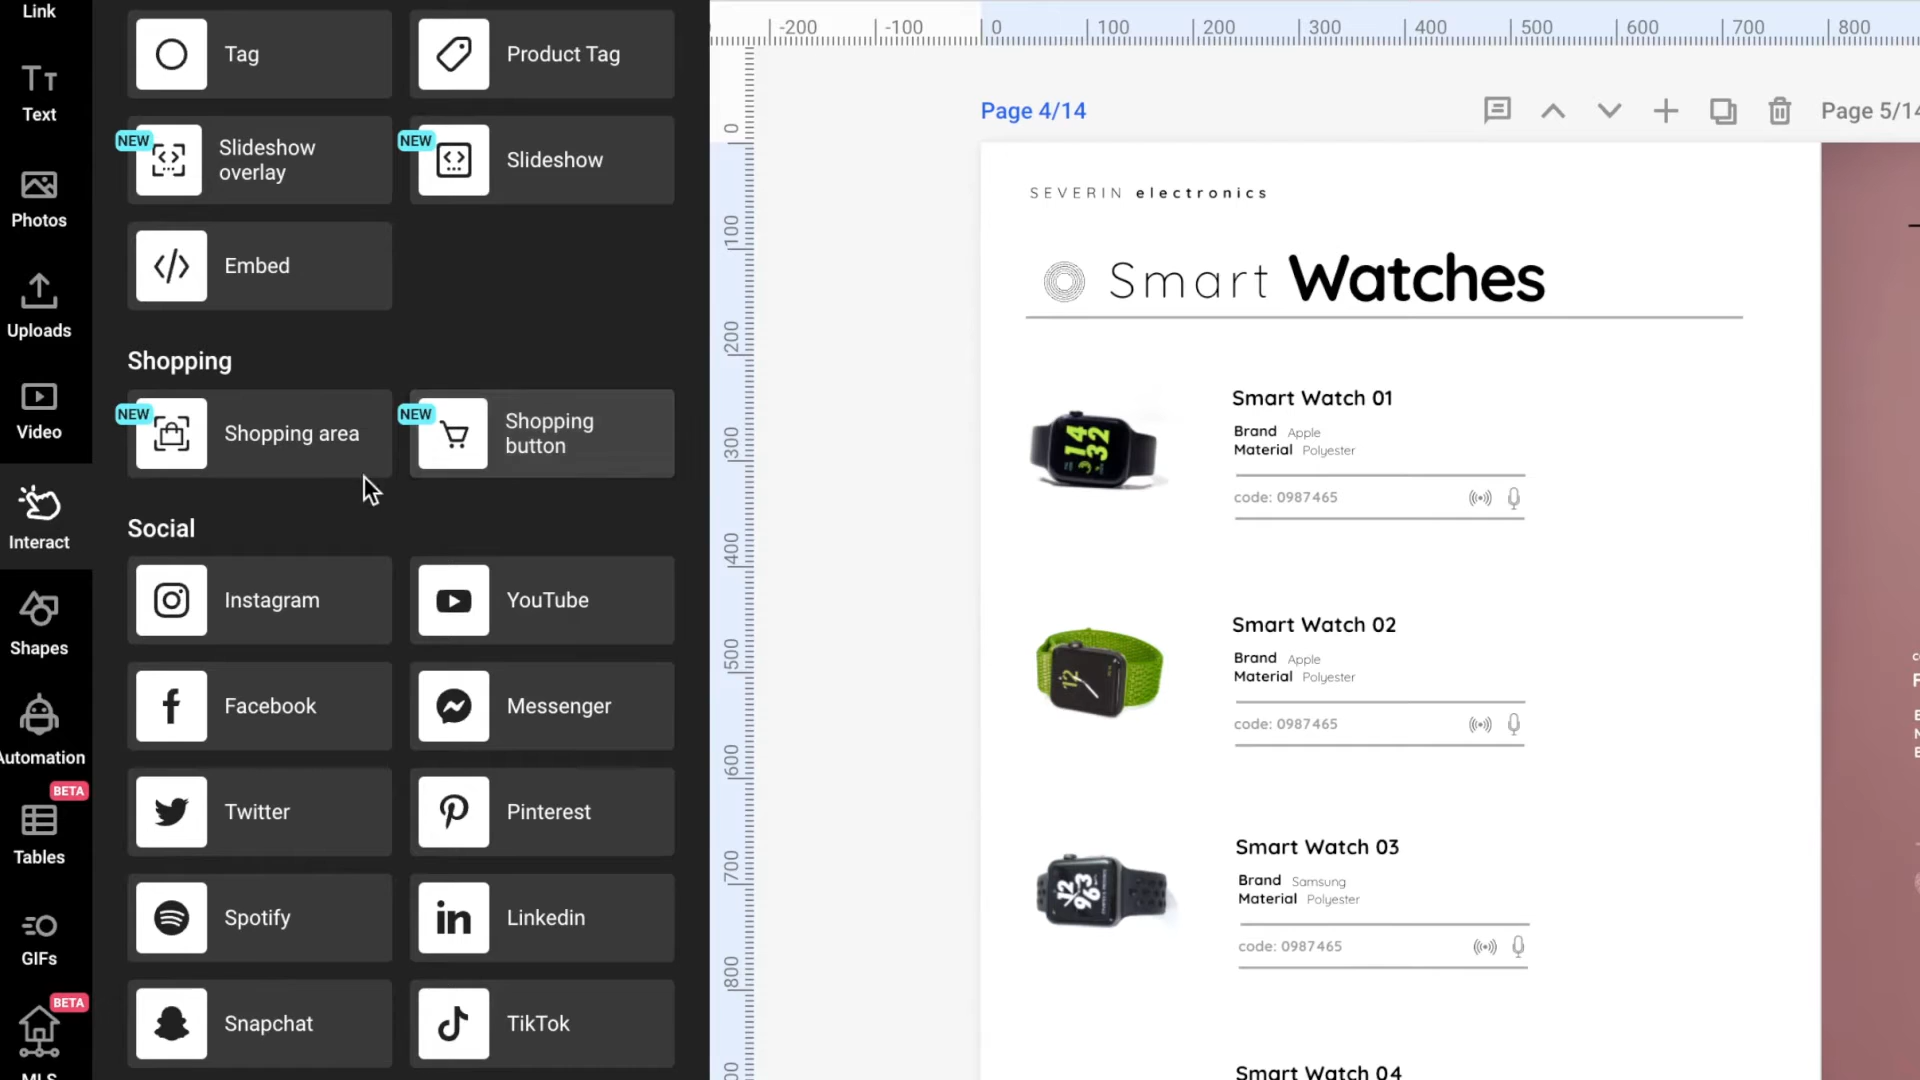 Link
Text
Photos
Uploads
Video
Interact
Shapes
Automation
BETA
Tables
GIFs
BETA
MLS
Tag
Product Tag
NEW
Slideshow
overlay
NEW
Slideshow
Embed
Shopping
NEW
Shopping area
NEW
Shopping
button
Social
Instagram
YouTube
Facebook
Messenger
Twitter
Pinterest
Spotify
Linkedin
Snapchat
TikTok
-200 -100 0 100 200 300 400 500 600 700 800
0
100
200
300
400
500
600
700
800
Page 4/14
Page 5/14
SEVERIN electronics
Smart Watches
Smart Watch 01
Brand Apple
Material Polyester
code: 0987465
Smart Watch 02
Brand Apple
Material Polyester
code: 0987465
Smart Watch 03
Brand Samsung
Material Polyester
code: 0987465
Smart Watch 04